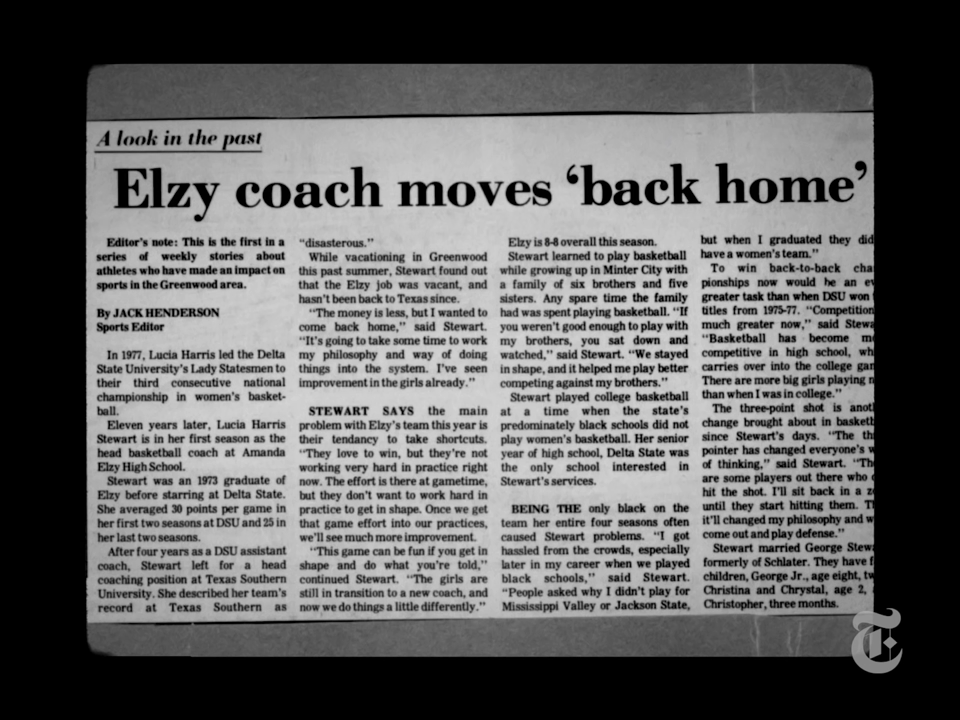 A look in the past
Elzy coach moves ‘back home’
Editor's note: This is the first in a
series of weekly stories about
athletes who have made an impact on
sports in the Greenwood area.
By JACK HENDERSON
Sports Editor
In 1977, Lucia Harris led the Delta
State University's Lady Statesmen to
their third consecutive national
championship in women's basket-
ball.
Eleven years later, Lucia Harris
Stewart is in her first season as the
head basketball coach at Amanda
Elzy High School.
Stewart was an 1973 graduate of
Elzy before starring at Delta State.
She averaged 30 points per game in
her first two seasons at DSU and 25 in
her last two seasons.
After four years as a DSU assistant
coach, Stewart left for a head
coaching position at Texas Southern
University. She described her team's
record at Texas Southern as
“disasterous.”
While vacationing in Greenwood
this past summer, Stewart found out
that the Elzy job was vacant, and
hasn't been back to Texas since.
“The money is less, but I wanted to
come back home,” said Stewart.
“It's going to take some time to work
my philosophy and way of doing
things into the system. I've seen
improvement in the girls already.”
STEWART SAYS the main
problem with Elzy's team this year is
their tendency to take shortcuts.
“They love to win, but they're not
working very hard in practice right
now. The effort is there at gametime,
but they don't want to work hard in
practice to get in shape. Once we get
that game effort into our practices,
we'll see much more improvement.
“This game can be fun if you get in
shape and do what you're told,”
continued Stewart. “The girls are
still in transition to a new coach, and
now we do things a little differently.”
Elzy is 8-8 overall this season.
Stewart learned to play basketball
while growing up in Minter City with
a family of six brothers and five
sisters. Any spare time the family
had was spent playing basketball. “If
you weren't good enough to play with
my brothers, you sat down and
watched,” said Stewart. “We stayed
in shape, and it helped me play better
competing against my brothers.”
Stewart played college basketball
at a time when the state's
predominately black schools did not
play women's basketball. Her senior
year of high school, Delta State was
the only school interested in
Stewart's services.
BEING THE only black on the
team her entire four seasons often
caused Stewart problems. “I got
hassled from the crowds, especially
later in my career when we played
black schools,” said Stewart.
“People asked why I didn't play for
Mississippi Valley or Jackson State,
but when I graduated they did
have a women's team.”
To win back-to-back cha
pionships now would be an ev
greater task than when DSU won
titles from 1975-77. “Competition
much greater now,” said Stewa
“Basketball has become m
competitive in high school, wh
carries over into the college gam
There are more big girls playing n
than when I was in college.”
The three-point shot is anot
change brought about in basketb
since Stewart's days. “The th
pointer has changed everyone's w
of thinking,” said Stewart. “Th
are some players out there who c
hit the shot. I'll sit back in a z
until they start hitting them. T
it'll changed my philosophy and w
come out and play defense.”
Stewart married George Stew
formerly of Schlater. They have f
children, George Jr., age eight, tw
Christina and Chrystal, age 2,
Christopher, three months.
T